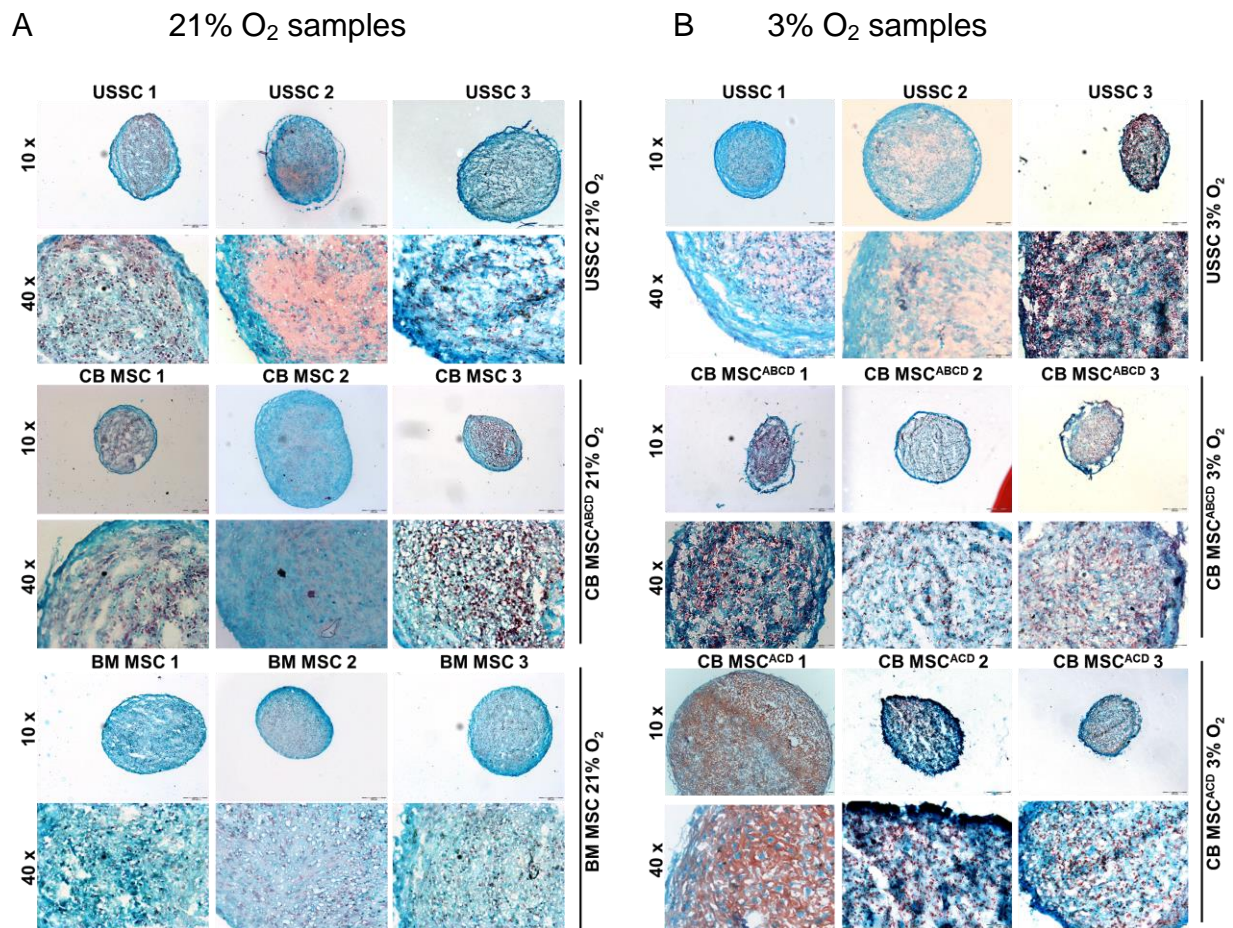 A 21% O₂ samples
USSC 1 USSC 2 USSC 3
10 x
40 x
USSC 21% O₂
CB MSC 1 CB MSC 2 CB MSC 3
10 x
40 x
CB MSCᴬᴮᶜᴰ 21% O₂
BM MSC 1 BM MSC 2 BM MSC 3
10 x
40 x
BM MSC 21% O₂
B 3% O₂ samples
USSC 1 USSC 2 USSC 3
10 x
40 x
USSC 3% O₂
CB MSCᴬᴮᶜᴰ 1 CB MSCᴬᴮᶜᴰ 2 CB MSCᴬᴮᶜᴰ 3
10 x
40 x
CB MSCᴬᴮᶜᴰ 3% O₂
CB MSCᴬᶜᴰ 1 CB MSCᴬᶜᴰ 2 CB MSCᴬᶜᴰ 3
10 x
40 x
CB MSCᴬᶜᴰ 3% O₂